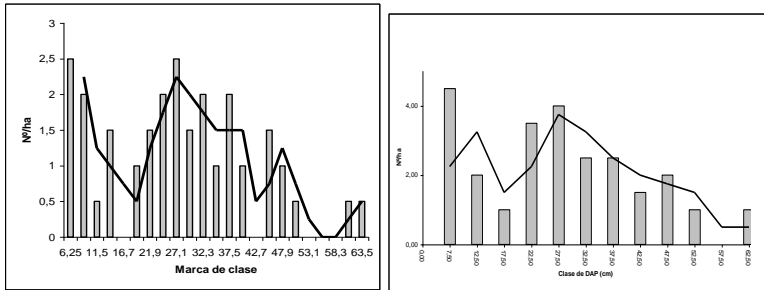 3
2,5
2
1,5
1
0,5
0
Nº/ha
6,25 11,5 16,7 21,9 27,1 32,3 37,5 42,7 47,9 53,1 58,3 63,5
Marca de clase
4,00
2,00
0,00
Nº/ha
0,00 7,50 12,50 17,50 22,50 27,50 32,50 37,50 42,50 47,50 52,50 57,50 62,50
Clase de DAP (cm)